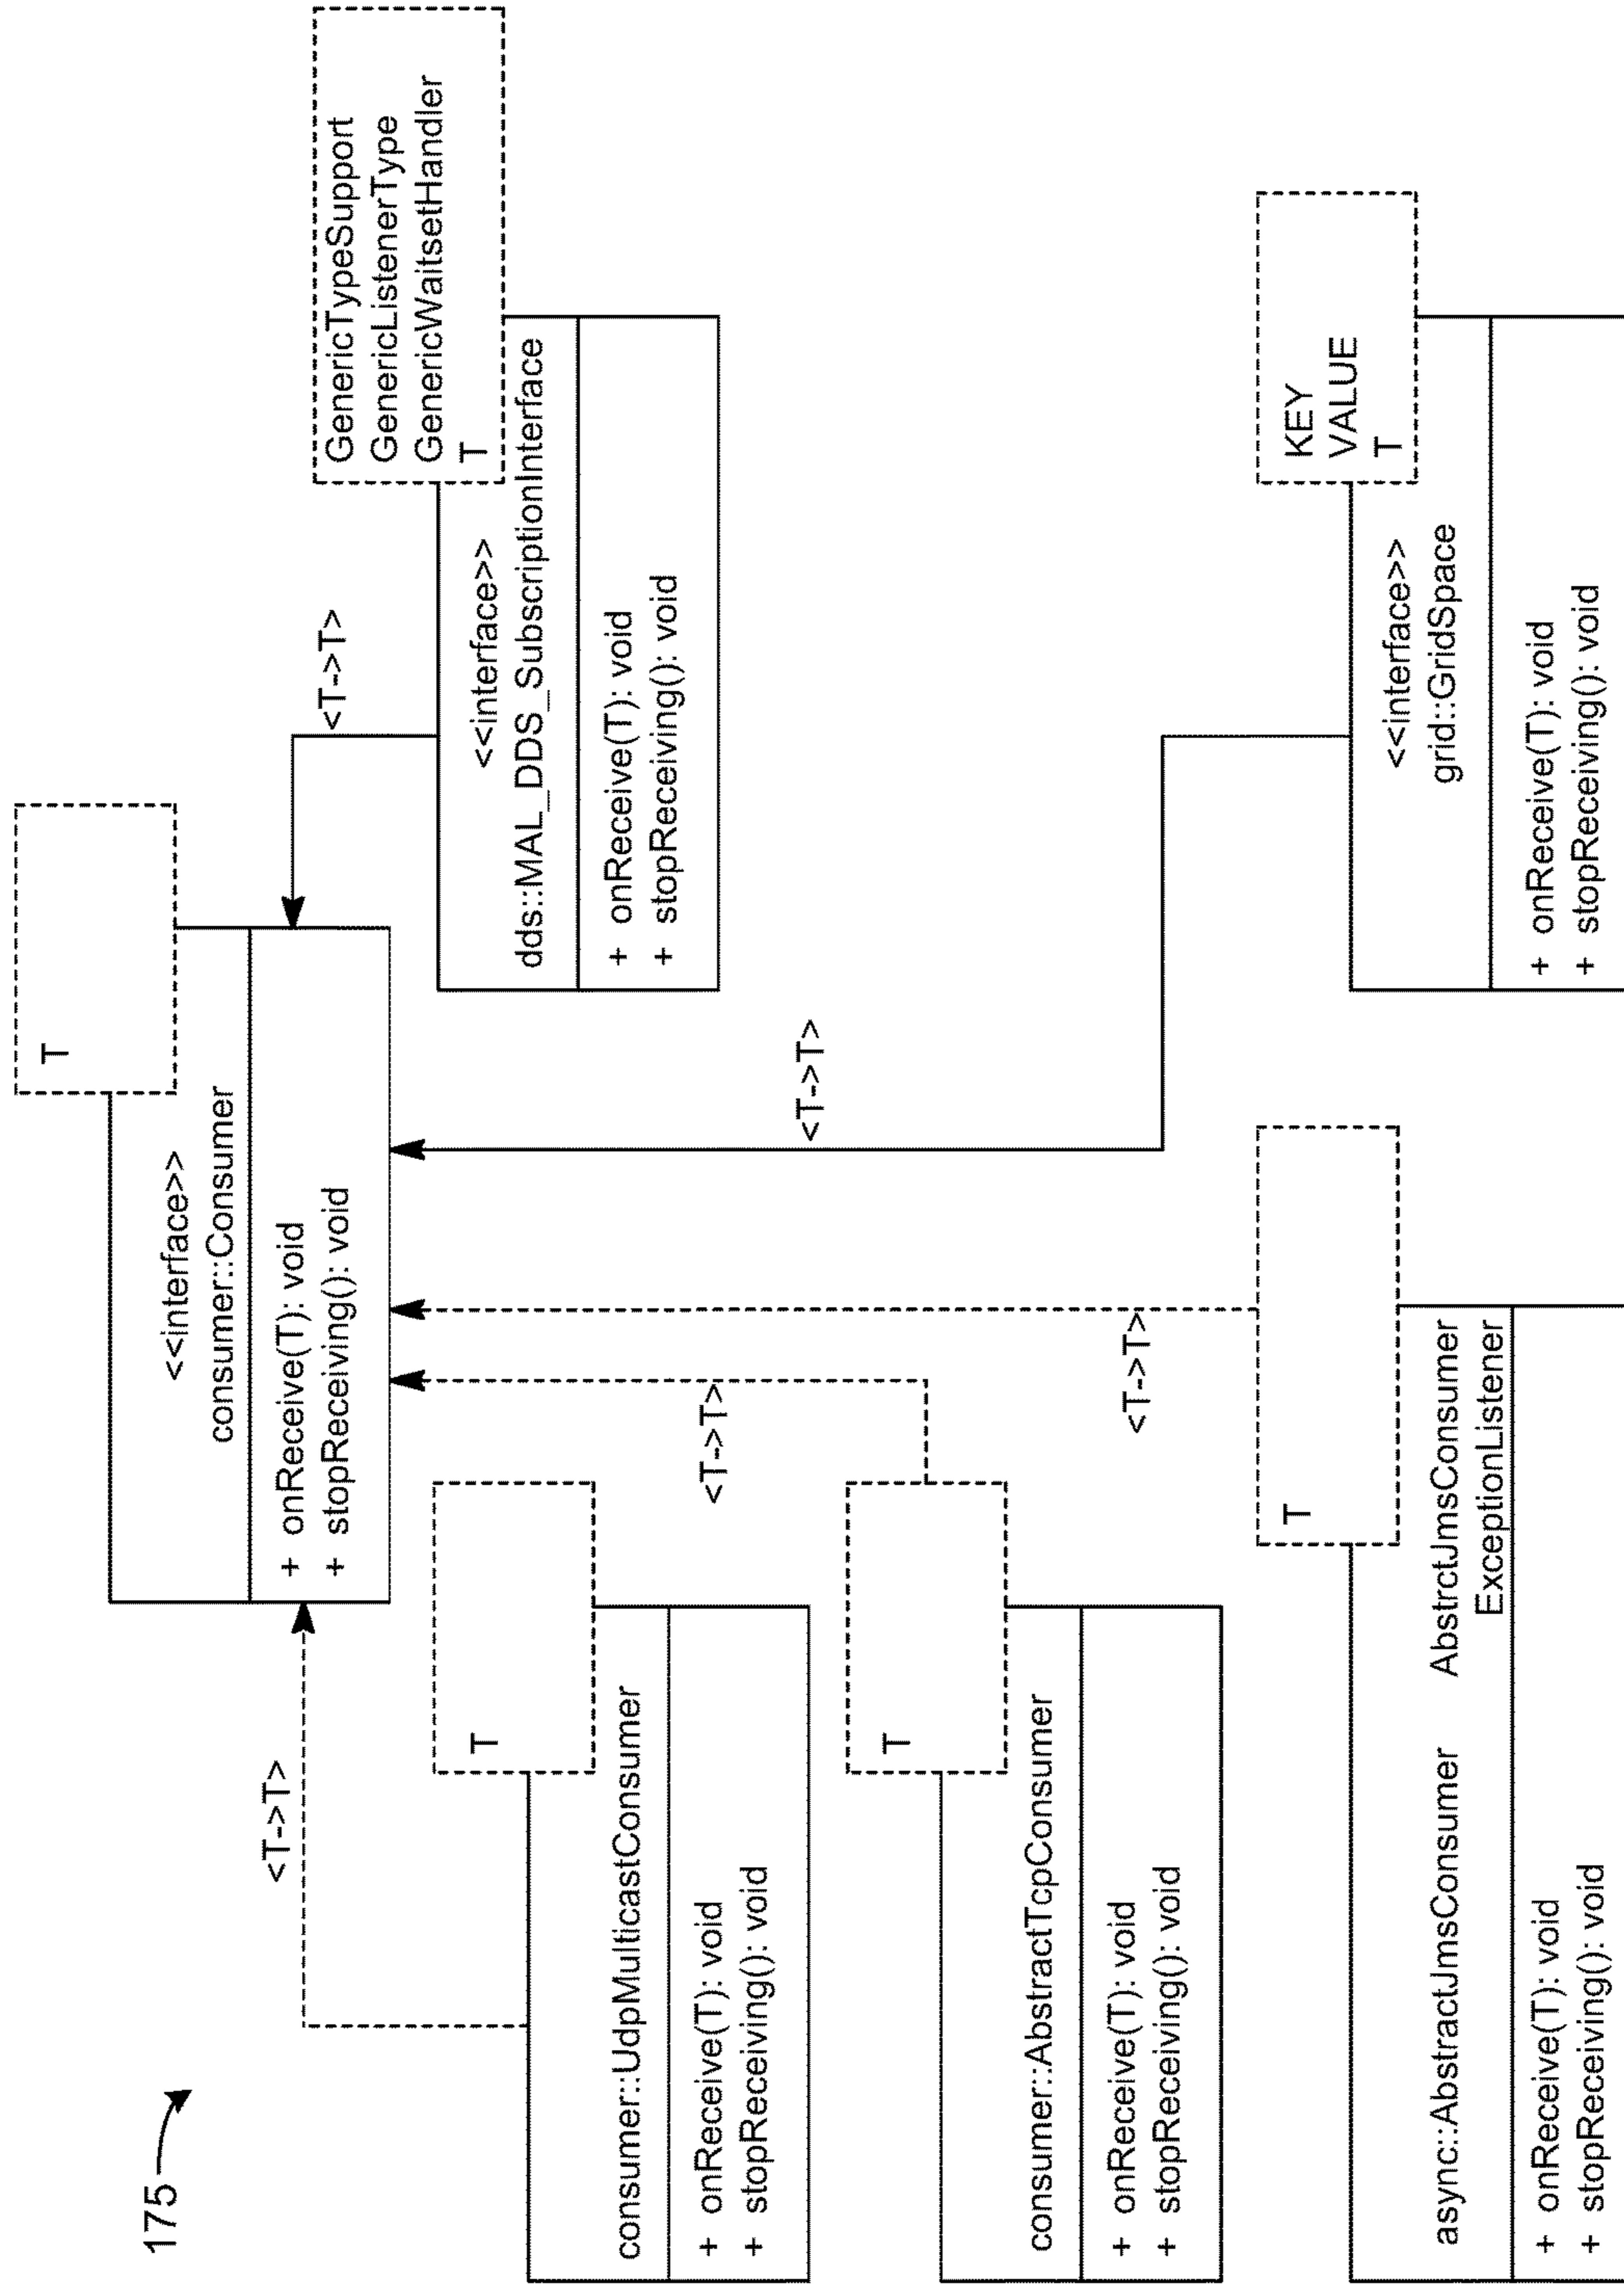 175
T
<<interface>>
consumer::Consumer
+ onReceive(T): void
+ stopReceiving(): void
<T->T>
<T->T>
GenericTypeSupport
GenericListenerType
GenericWaitsetHandler
T
<<interface>>
dds::MAL_DDS_SubscriptionInterface
+ onReceive(T): void
+ stopReceiving(): void
T
consumer::UdpMulticastConsumer
+ onReceive(T): void
+ stopReceiving(): void
<T->T>
<T->T>
T
consumer::AbstractTcpConsumer
+ onReceive(T): void
+ stopReceiving(): void
<T->T>
T
async::AbstractJmsConsumer AbstrctJmsConsumer
ExceptionListener
+ onReceive(T): void
+ stopReceiving(): void
KEY
VALUE
T
<<interface>>
grid::GridSpace
+ onReceive(T): void
+ stopReceiving(): void